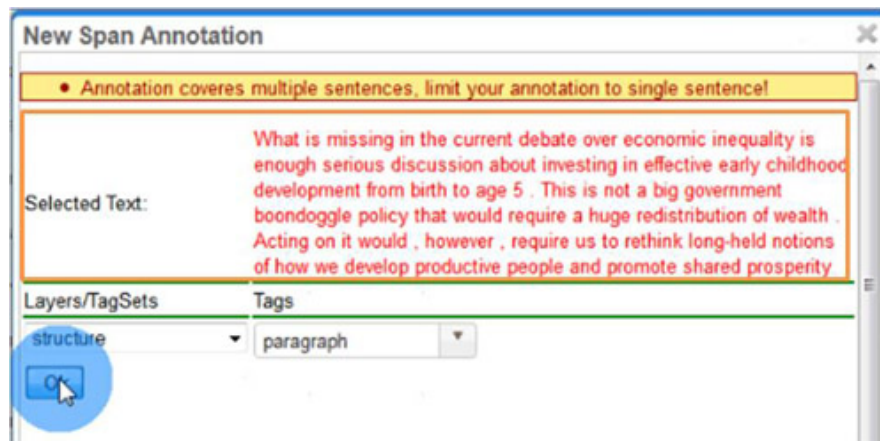 New Span Annotation
• Annotation coveres multiple sentences, limit your annotation to single sentence!
What is missing in the current debate over economic inequality is
enough serious discussion about investing in effective early childhood
development from birth to age 5 . This is not a big government
Selected Text:
boondoggle policy that would require a huge redistribution of wealth .
Acting on it would , however , require us to rethink long-held notions
of how we develop productive people and promote shared prosperity
Layers/TagSets Tags
structure paragraph
Ok